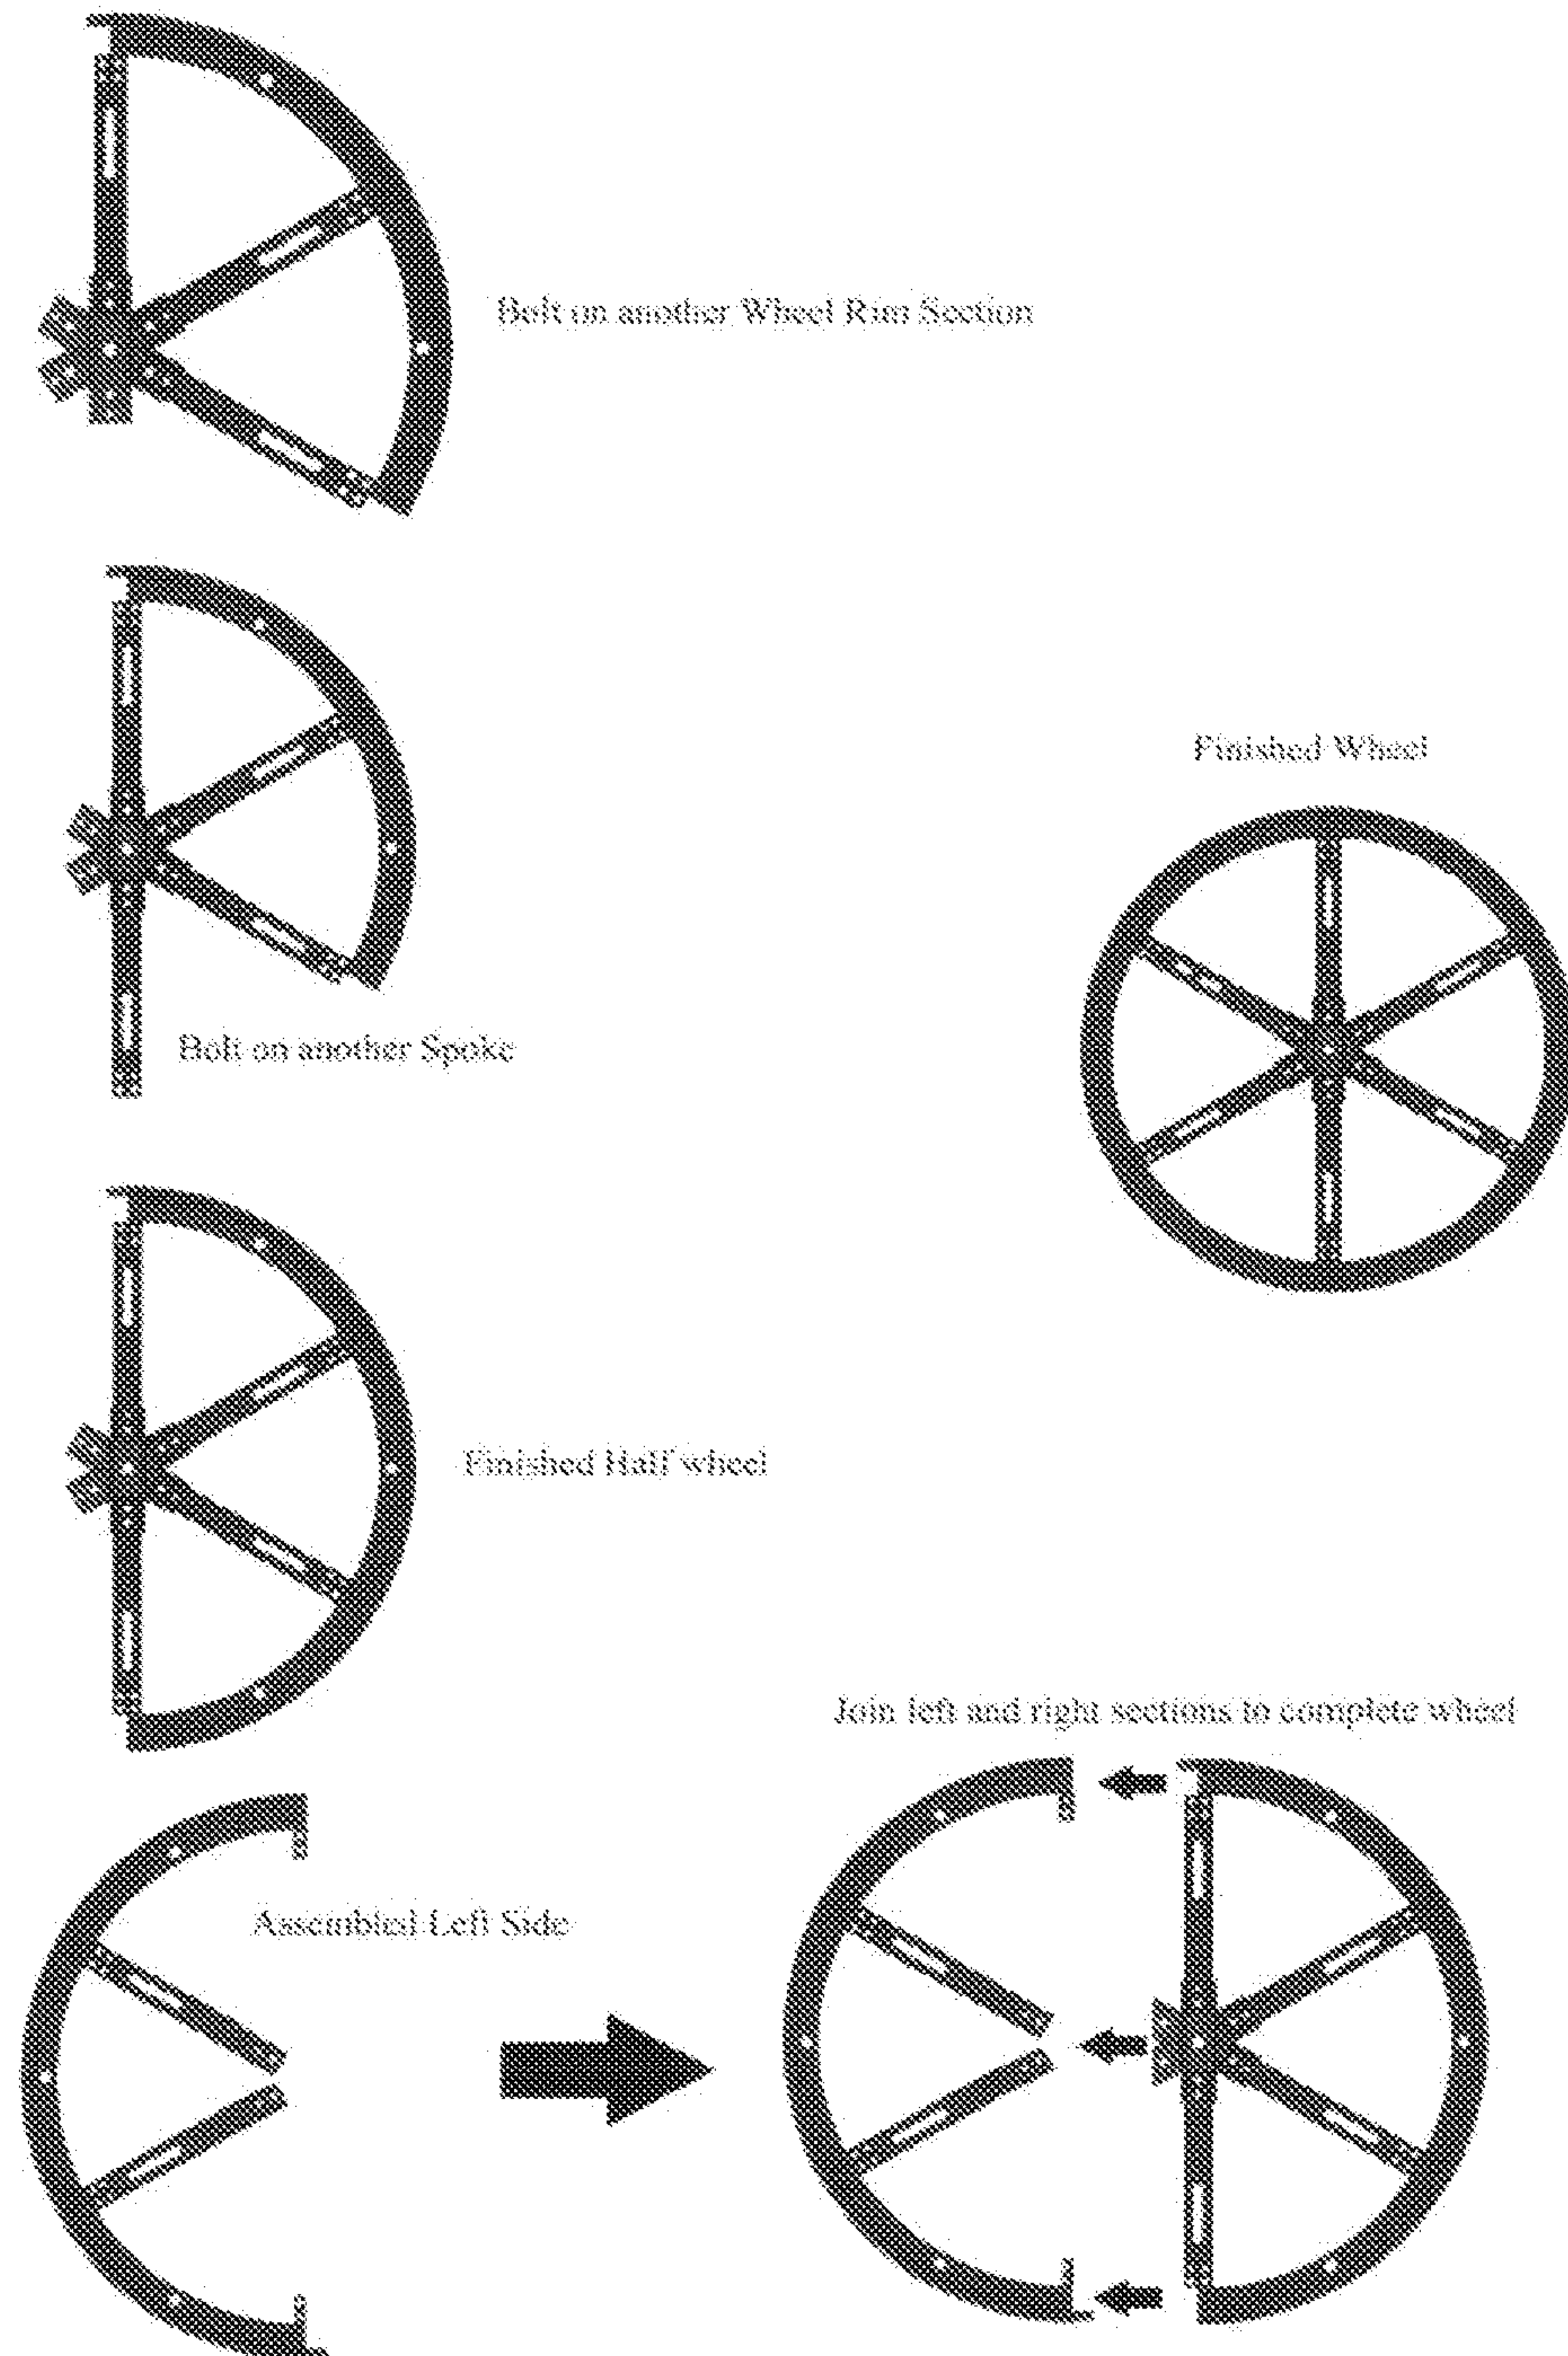 Bolt on another Wheel Rim Section
Finished Wheel
Bolt on another Spoke
Finished Half wheel
Join left and right sections to complete wheel
Assembled Left Side